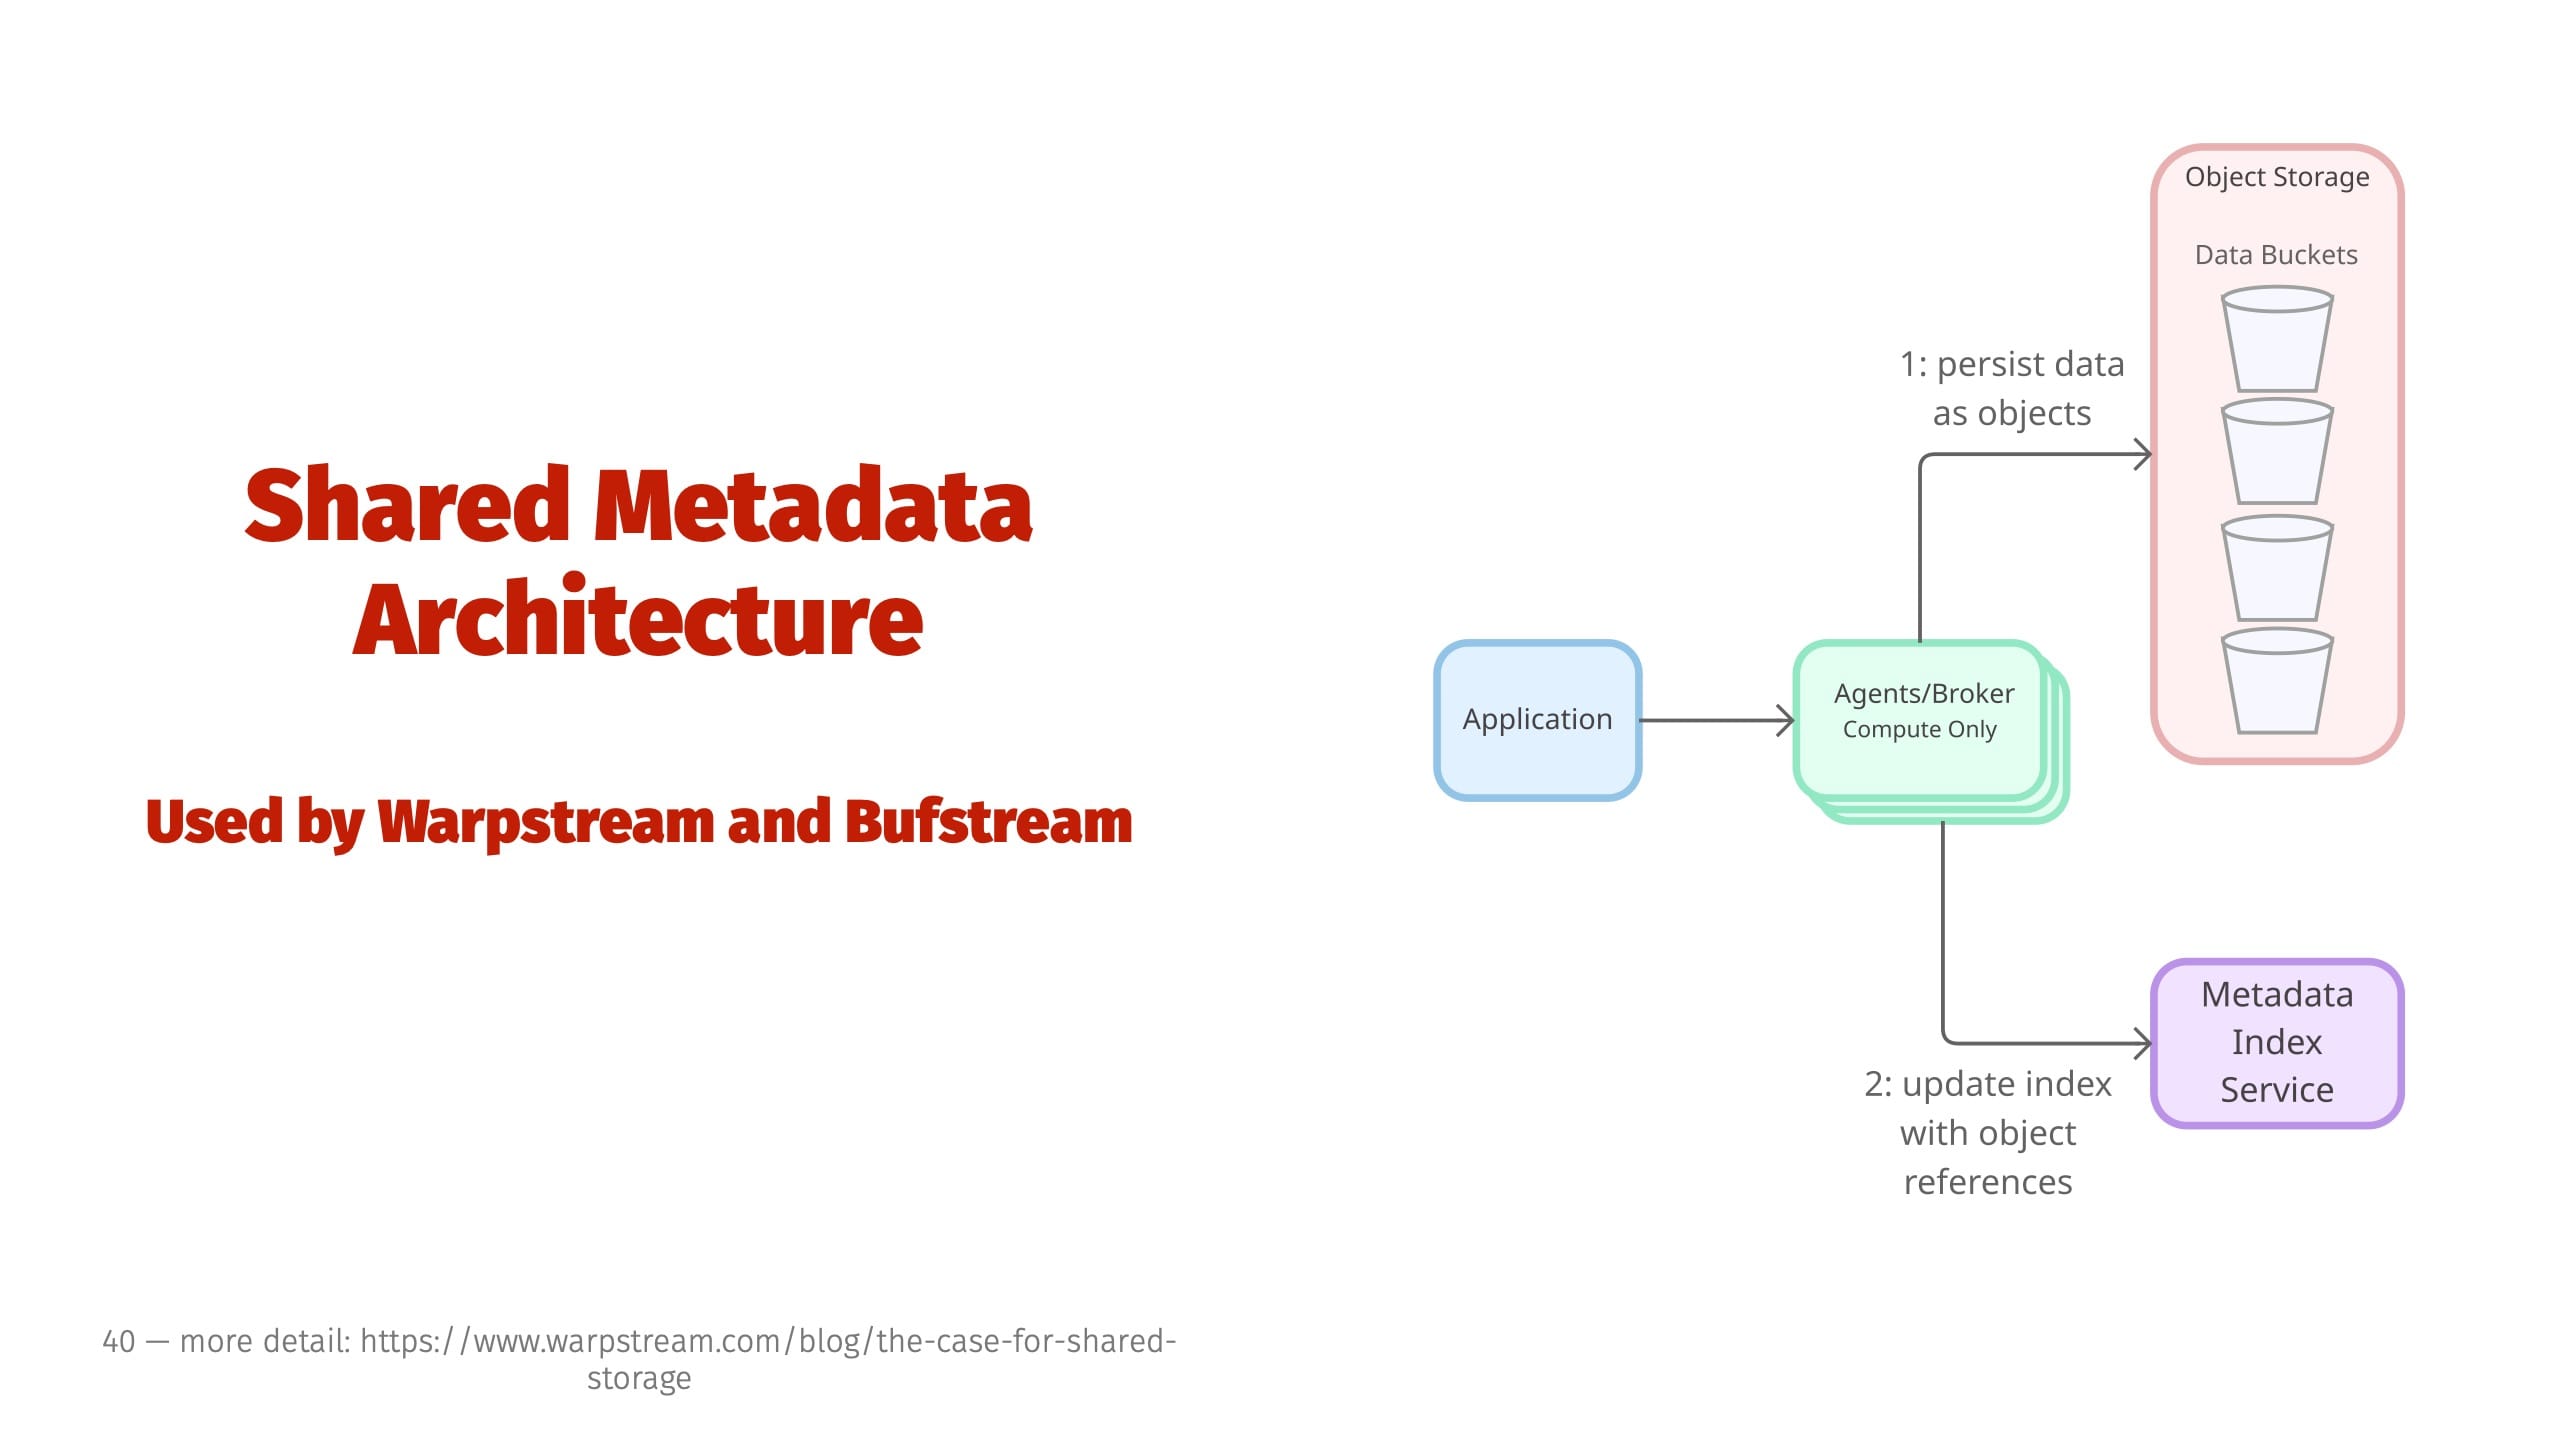 Shared Metadata
Architecture
Used by Warpstream and Bufstream
40 — more detail: https://www.warpstream.com/blog/the-case-for-shared-
storage
Object Storage
Data Buckets
1: persist data
as objects
Application
Agents/Broker
Compute Only
Metadata
Index
Service
2: update index
with object
references